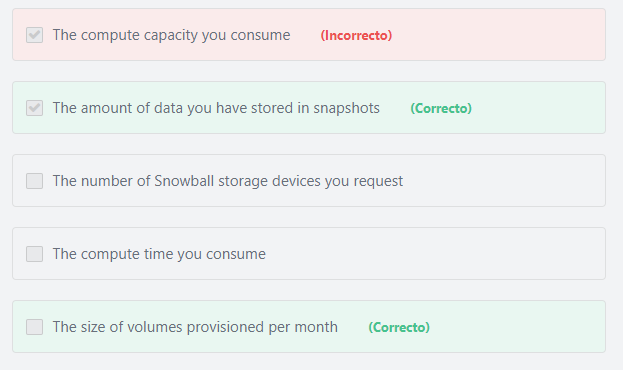 The compute capacity you consume (Incorrecto)
The amount of data you have stored in snapshots (Correcto)
The number of Snowball storage devices you request
The compute time you consume
The size of volumes provisioned per month (Correcto)